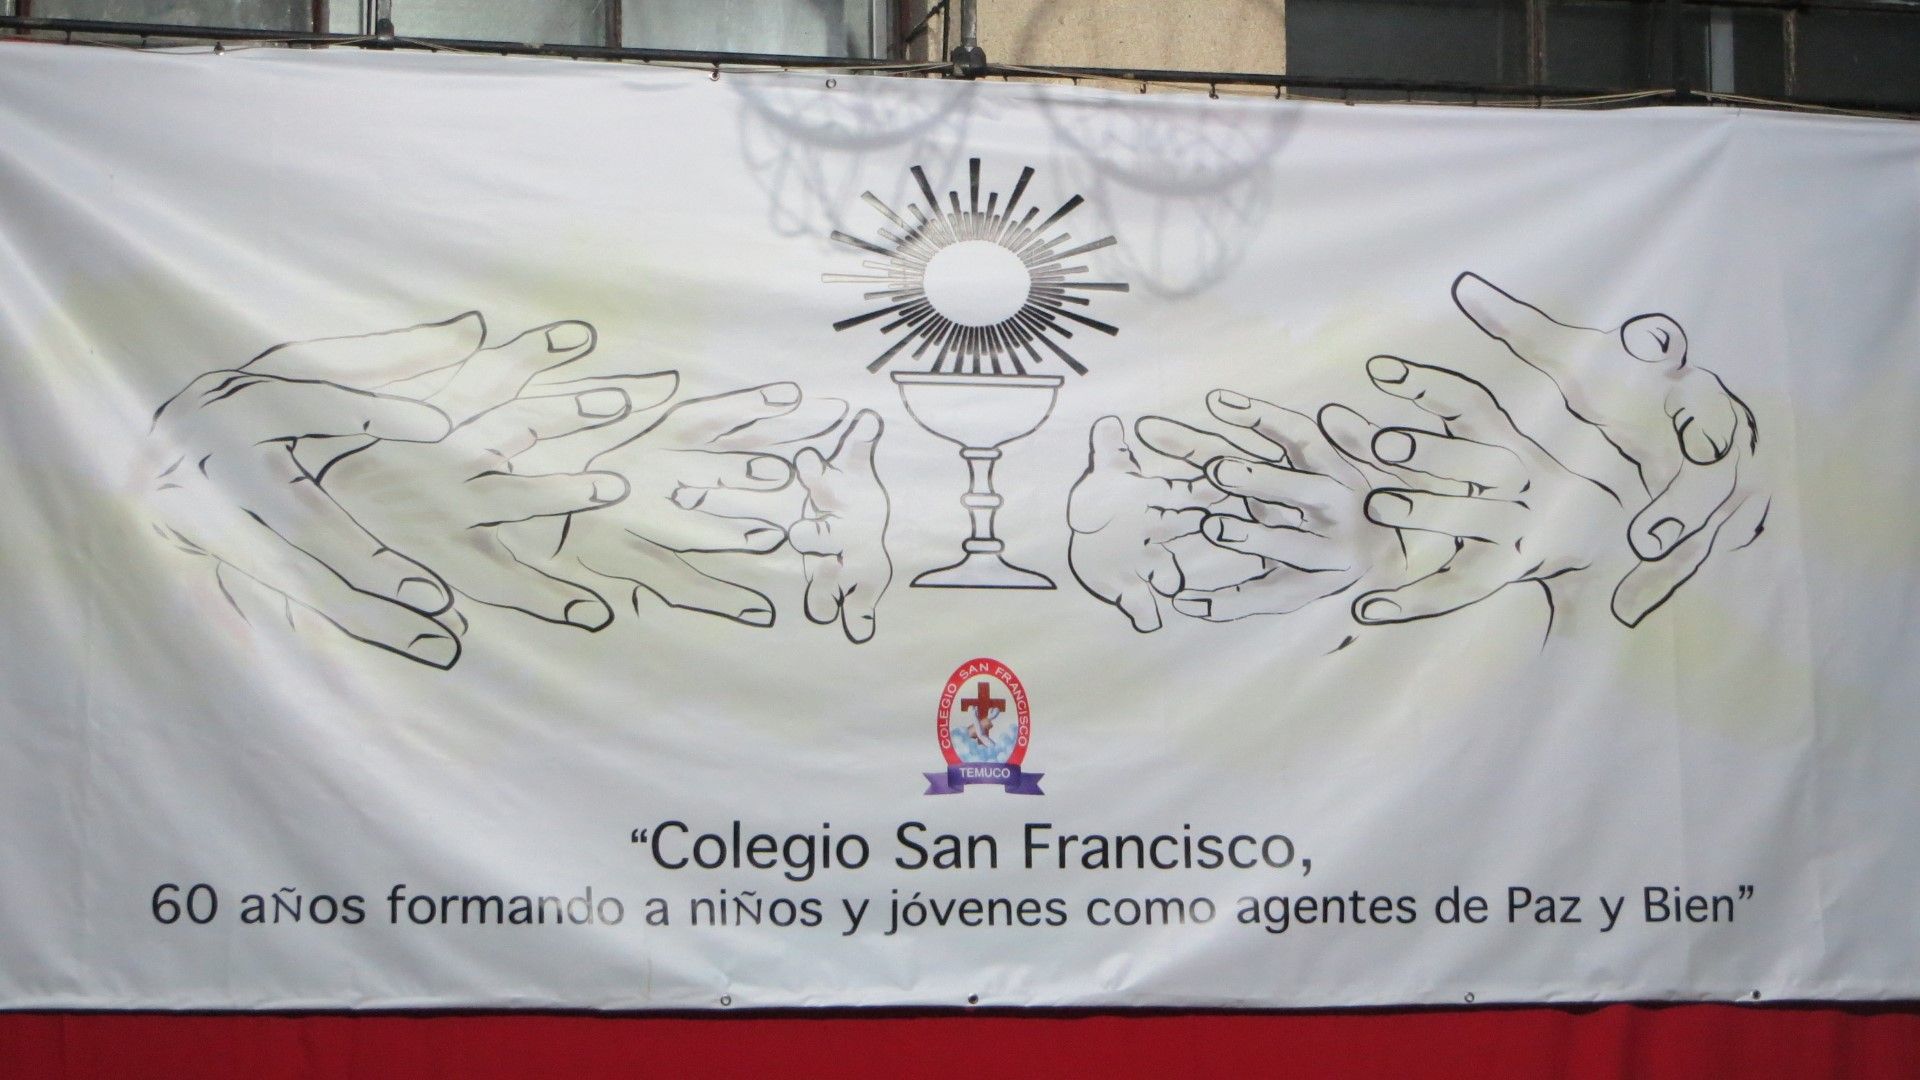 COLEGIO SAN FRANCISCO
TEMUCO
“Colegio San Francisco,
60 aÑos formando a niÑos y jóvenes como agentes de Paz y Bien”